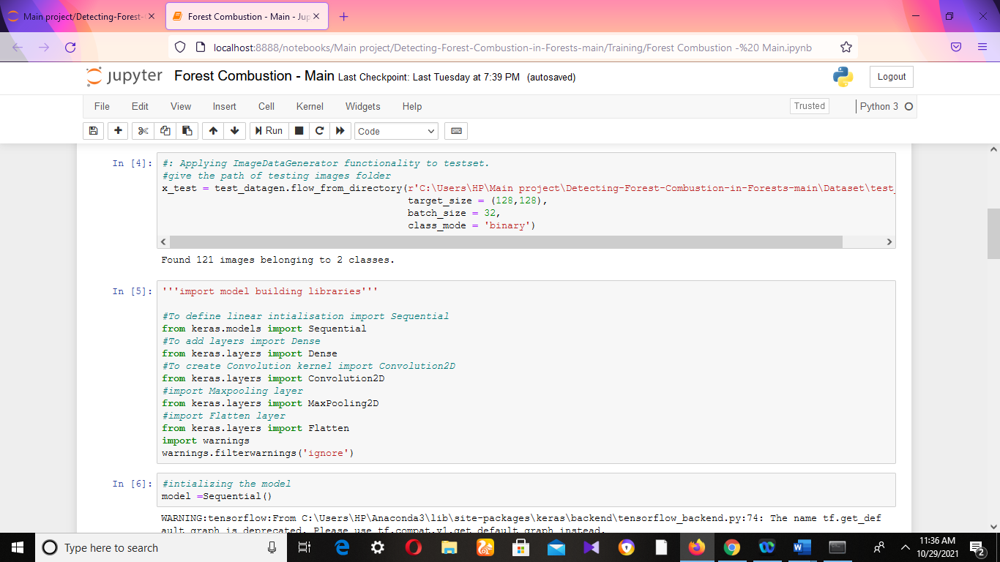 Main project/Detecting-Forest-
Forest Combustion - Main - Jup
localhost:8888/notebooks/Main project/Detecting-Forest-Combustion-in-Forests-main/Training/Forest Combustion -%20 Main.ipynb
jupyter Forest Combustion - Main Last Checkpoint: Last Tuesday at 7:39 PM (autosaved)
Logout
File Edit View Insert Cell Kernel Widgets Help
Trusted
Python 3
Run
Code
In [4]:
#: Applying ImageDataGenerator functionality to testset.
#give the path of testing images folder
x_test = test_datagen.flow_from_directory(r'C:\Users\HP\Main project\Detecting-Forest-Combustion-in-Forests-main\Dataset\test_
target_size = (128,128),
batch_size = 32,
class_mode = 'binary')
Found 121 images belonging to 2 classes.
In [5]:
'''import model building libraries'''
#To define linear intialisation import Sequential
from keras.models import Sequential
#To add layers import Dense
from keras.layers import Dense
#To create Convolution kernel import Convolution2D
from keras.layers import Convolution2D
#import Maxpooling layer
from keras.layers import MaxPooling2D
#import Flatten layer
from keras.layers import Flatten
import warnings
warnings.filterwarnings('ignore')
In [6]:
#intializing the model
model =Sequential()
WARNING:tensorflow:From C:\Users\HP\Anaconda3\lib\site-packages\keras\backend\tensorflow_backend.py:74: The name tf.get_def
ault_graph is deprecated. Please use tf.compat.v1.get_default_graph instead.
Type here to search
11:36 AM
10/29/2021
2